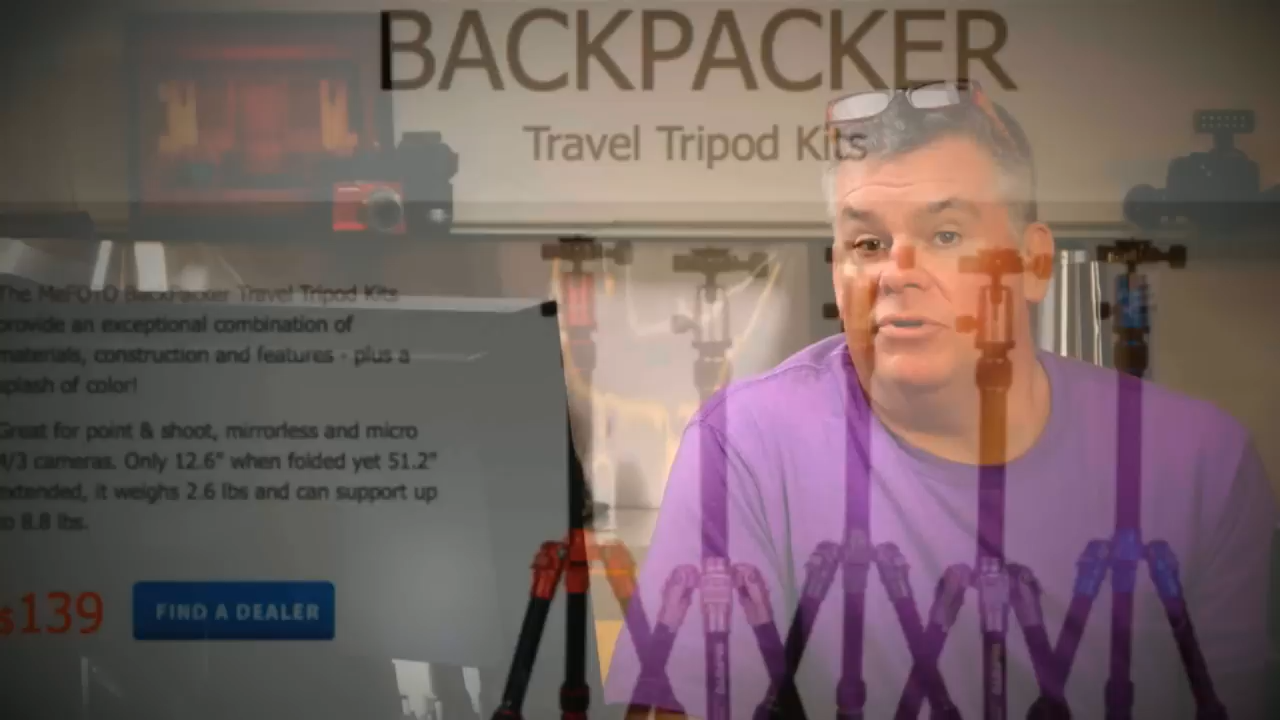 BACKPACKER
Travel Tripod Kits
The MeFOTO BackPacker Travel Tripod Kits
provide an exceptional combination of
materials, construction and features - plus a
splash of color!
Great for point & shoot, mirrorless and micro
4/3 cameras. Only 12.6" when folded yet 51.2"
extended, it weighs 2.6 lbs and can support up
to 8.8 lbs.
$139
FIND A DEALER